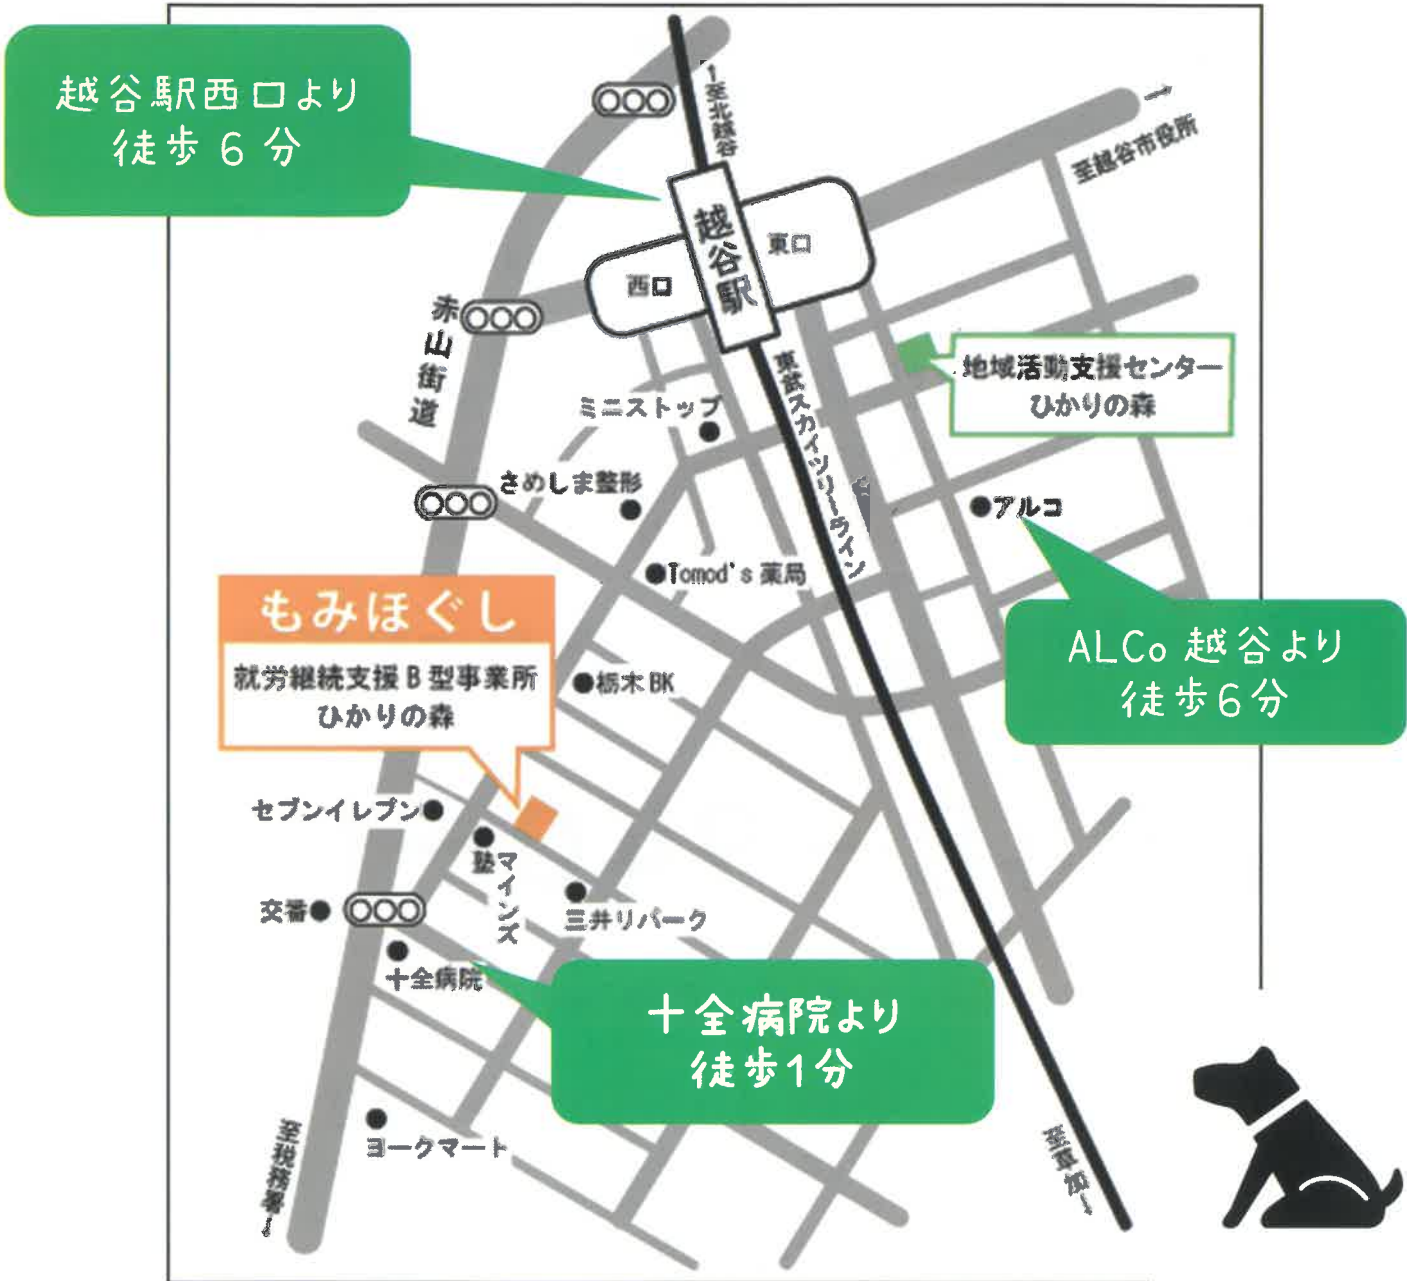 越谷駅西口より
徒歩6分
↑至北越谷
→
至越谷市役所
越谷駅
東口
西口
赤山街道
東武スカイツリーライン
地域活動支援センター
ひかりの森
ミニストップ
さめしま整形
アルコ
Tomod's薬局
もみほぐし
就労継続支援B型事業所
ひかりの森
栃木BK
ALCo越谷より
徒歩6分
セブンイレブン
塾
マインズ
交番
三井リパーク
十全病院
十全病院より
徒歩1分
ヨークマート
至税務署↓